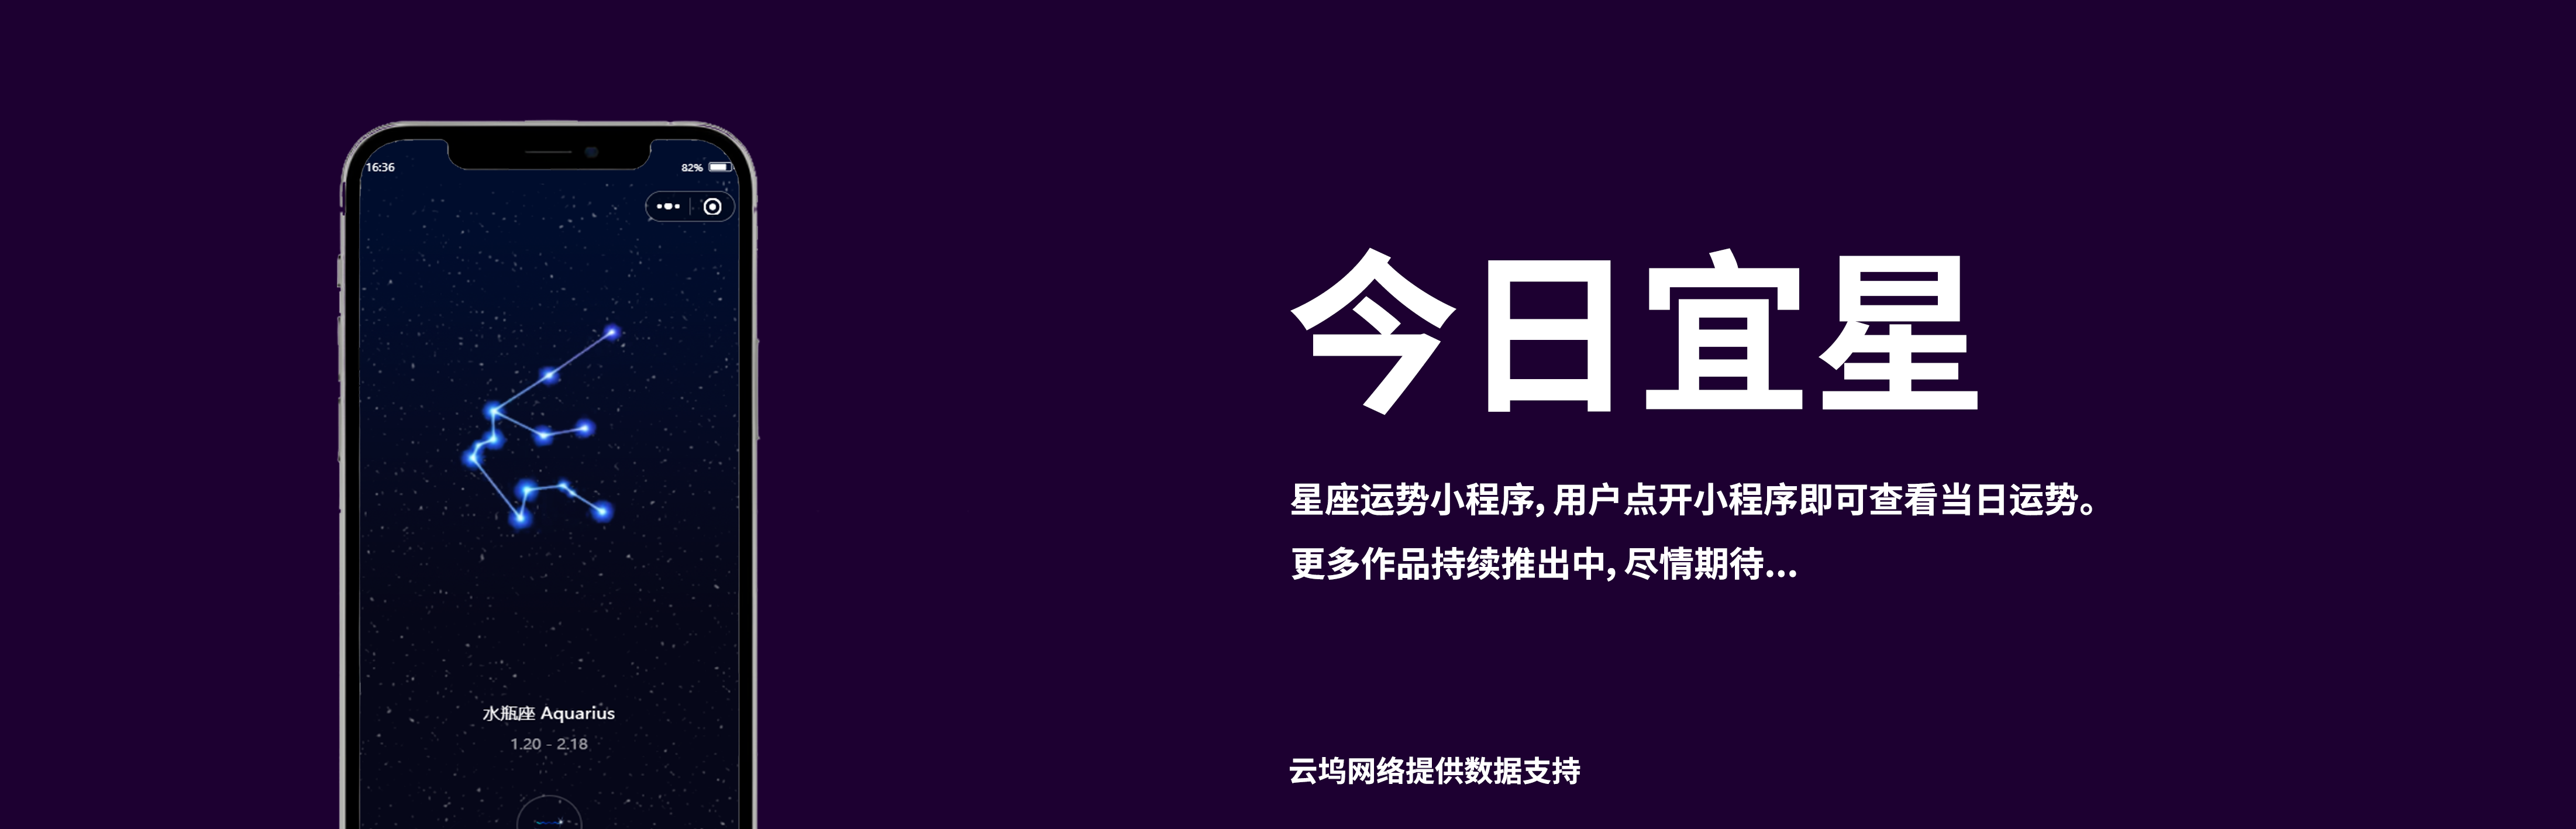 16:36
82%
水瓶座 Aquarius
1.20 - 2.18
今日宜星
星座运势小程序，用户点开小程序即可查看当日运势。
更多作品持续推出中，尽情期待...
云坞网络提供数据支持